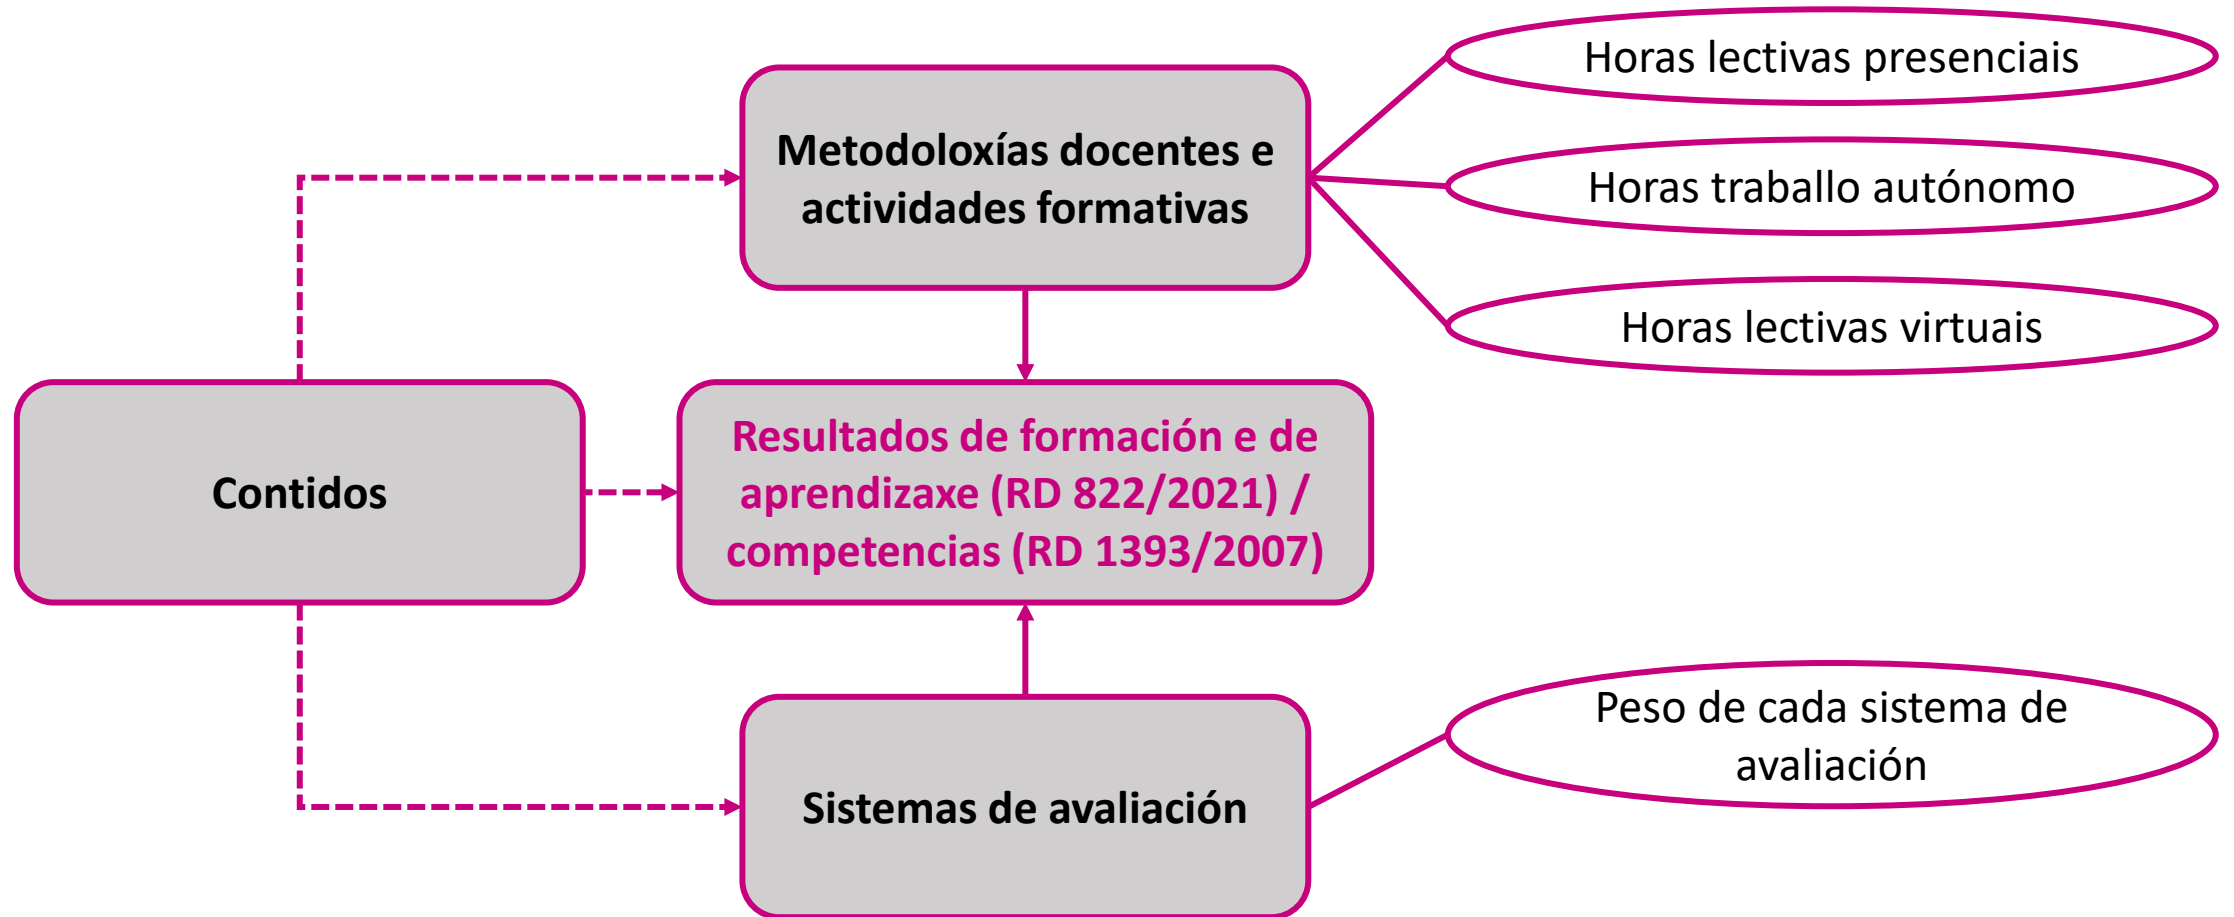 Horas lectivas presenciais
Metodoloxías docentes e
actividades formativas
Horas traballo autónomo
Horas lectivas virtuais
Contidos
Resultados de formación e de
aprendizaxe (RD 822/2021) /
competencias (RD 1393/2007)
Sistemas de avaliación
Peso de cada sistema de
avaliación